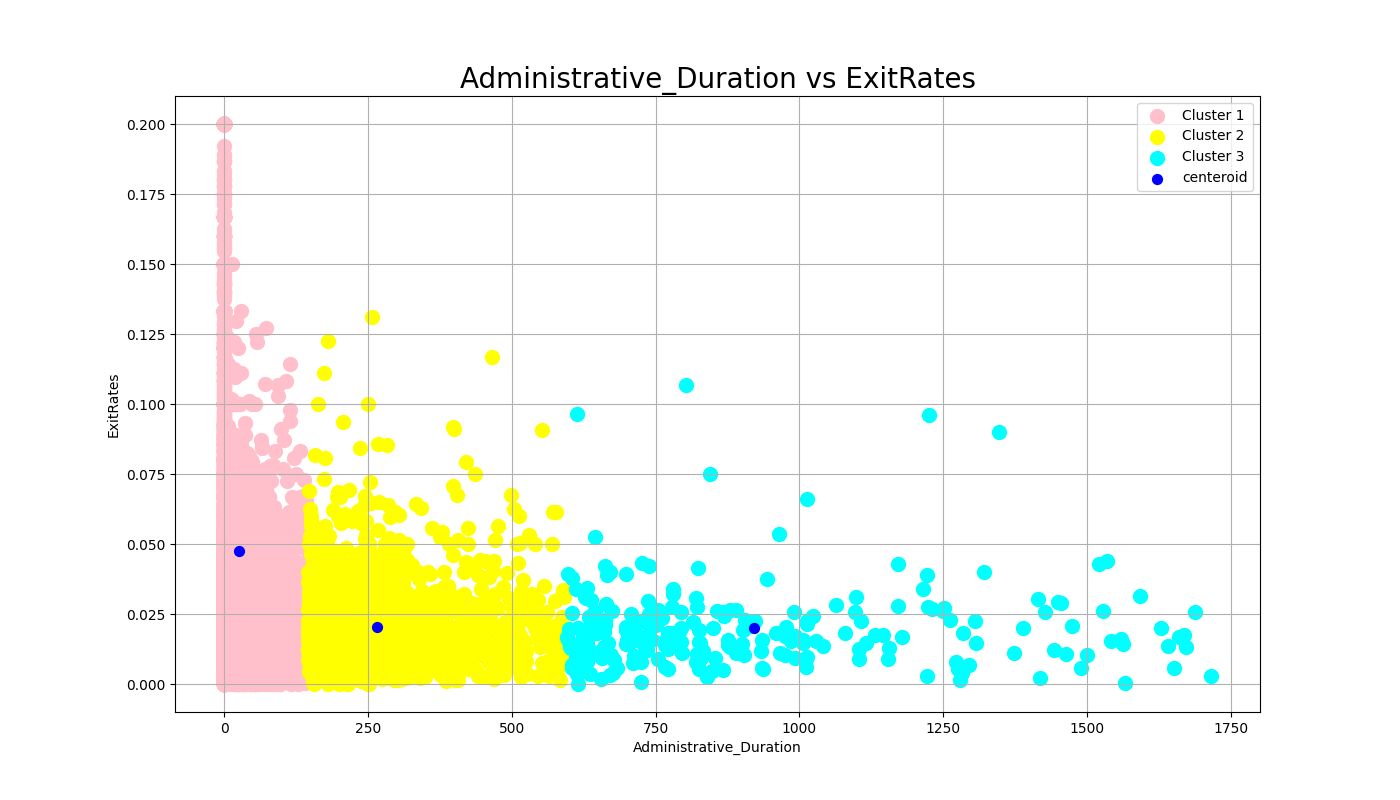 Administrative_Duration vs ExitRates
Cluster 1
Cluster 2
Cluster 3
centeroid
0.200
0.175
0.150
0.125
0.100
0.075
0.050
0.025
0.000
ExitRates
0
250
500
750
1000
1250
1500
1750
Administrative_Duration